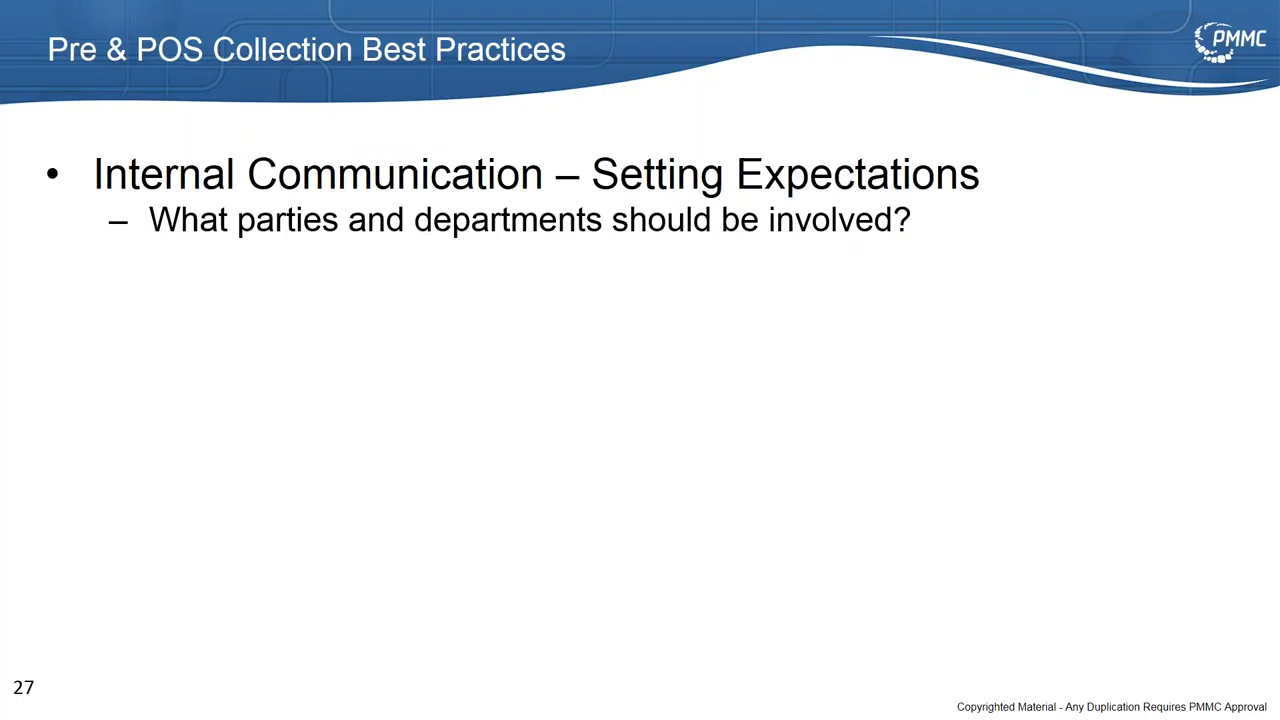 Pre & POS Collection Best Practices
PMMC
• Internal Communication – Setting Expectations
– What parties and departments should be involved?
27
Copyrighted Material - Any Duplication Requires PMMC Approval